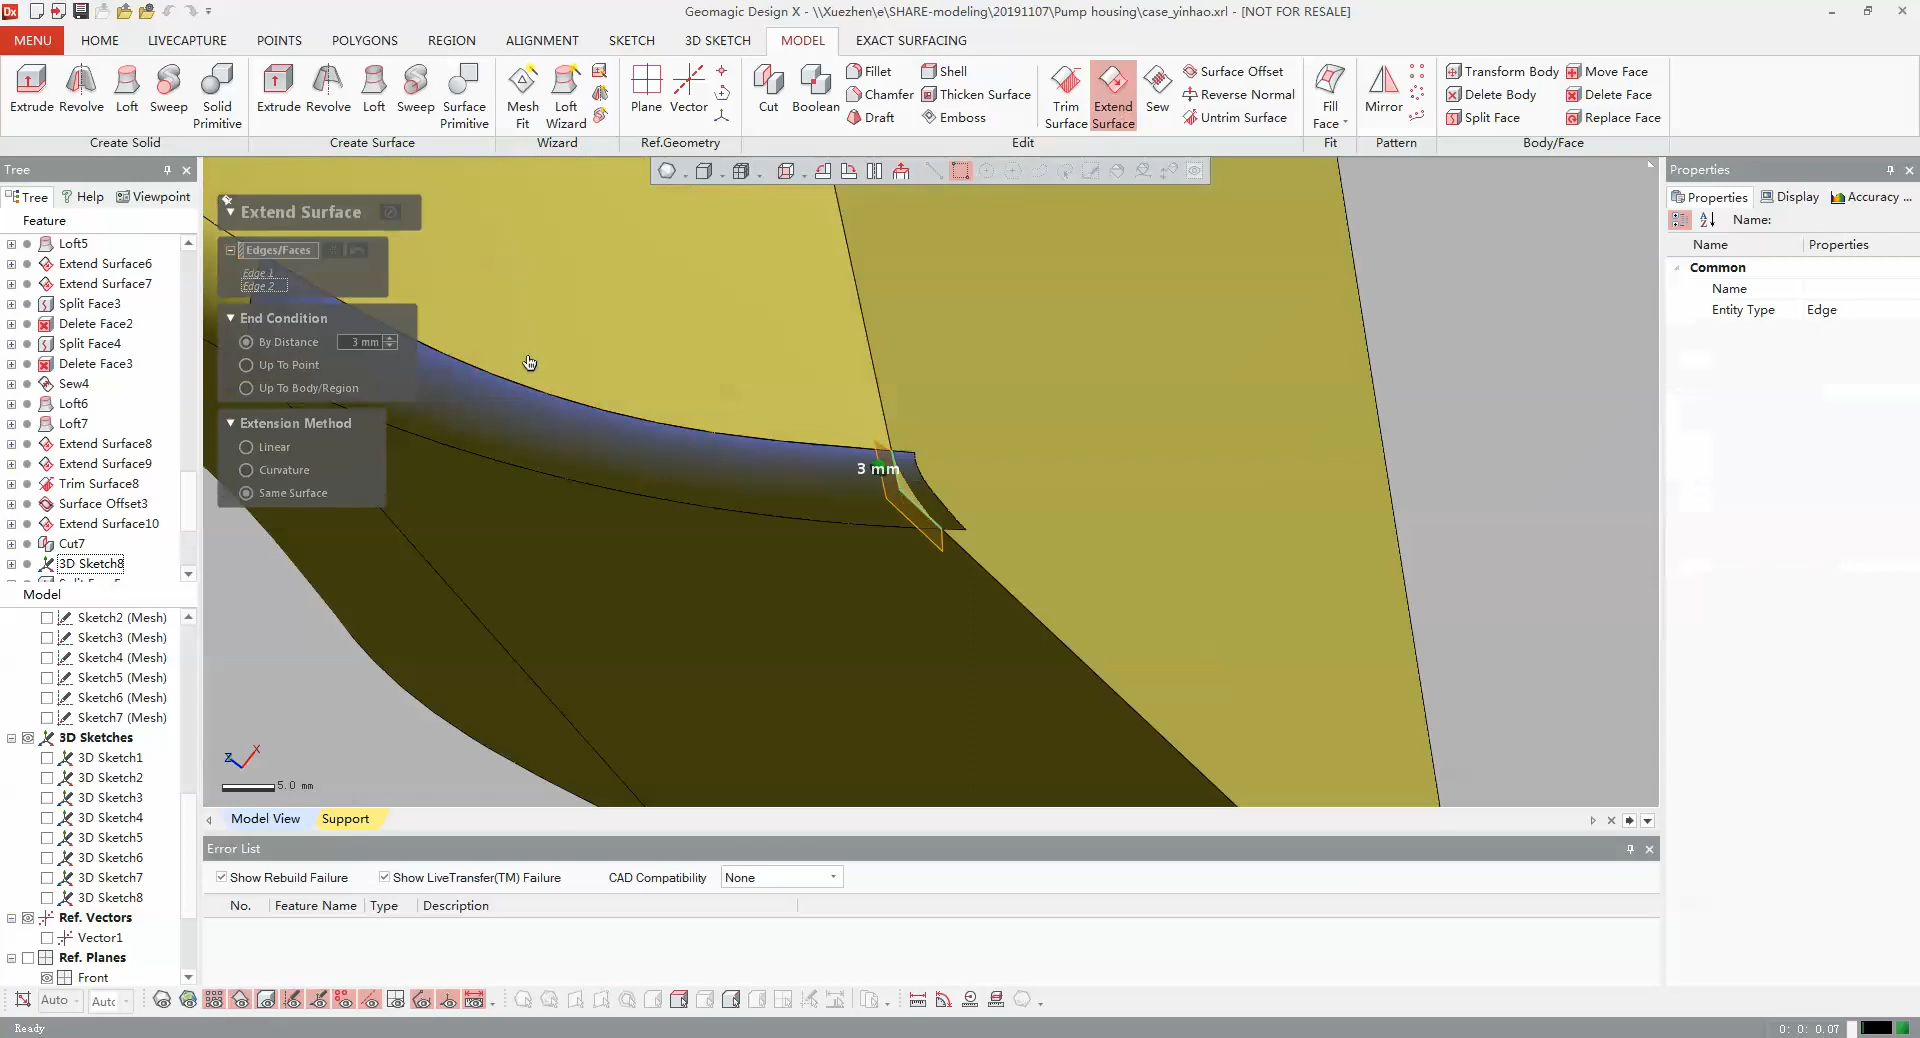 Geomagic Design X - \\Xuezhen\e\SHARE-modeling\20191107\Pump housing\case_yinhao.xrl - [NOT FOR RESALE]
MENU HOME LIVECAPTURE POINTS POLYGONS REGION ALIGNMENT SKETCH 3D SKETCH MODEL EXACT SURFACING
Extrude Revolve Loft Sweep Solid Primitive
Create Solid
Extrude Revolve Loft Sweep Surface Primitive
Create Surface
Mesh Fit Loft Wizard
Wizard
Plane Vector
Ref.Geometry
Cut Boolean
Fillet Shell
Chamfer Thicken Surface
Draft Emboss
Trim Surface Extend Surface Sew
Surface Offset
Reverse Normal
Untrim Surface
Edit
Fill Face
Fit
Mirror
Pattern
Transform Body Move Face
Delete Body Delete Face
Split Face Replace Face
Body/Face
Tree
Tree Help Viewpoint
Feature
Loft5
Extend Surface6
Extend Surface7
Split Face3
Delete Face2
Split Face4
Delete Face3
Sew4
Loft6
Loft7
Extend Surface8
Extend Surface9
Trim Surface8
Surface Offset3
Extend Surface10
Cut7
3D Sketch8
Model
Sketch2 (Mesh)
Sketch3 (Mesh)
Sketch4 (Mesh)
Sketch5 (Mesh)
Sketch6 (Mesh)
Sketch7 (Mesh)
3D Sketches
3D Sketch1
3D Sketch2
3D Sketch3
3D Sketch4
3D Sketch5
3D Sketch6
3D Sketch7
3D Sketch8
Ref. Vectors
Vector1
Ref. Planes
Front
Extend Surface
Edges/Faces
Edge 1
Edge 2
End Condition
By Distance 3 mm
Up To Point
Up To Body/Region
Extension Method
Linear
Curvature
Same Surface
3 mm
Z X
5.0 mm
Model View Support
Error List
Show Rebuild Failure Show LiveTransfer(TM) Failure CAD Compatibility None
No. Feature Name Type Description
Properties
Properties Display Accuracy ...
Name:
Name Properties
Common
Name
Entity Type Edge
Auto Autc
Ready
0: 0: 0.07